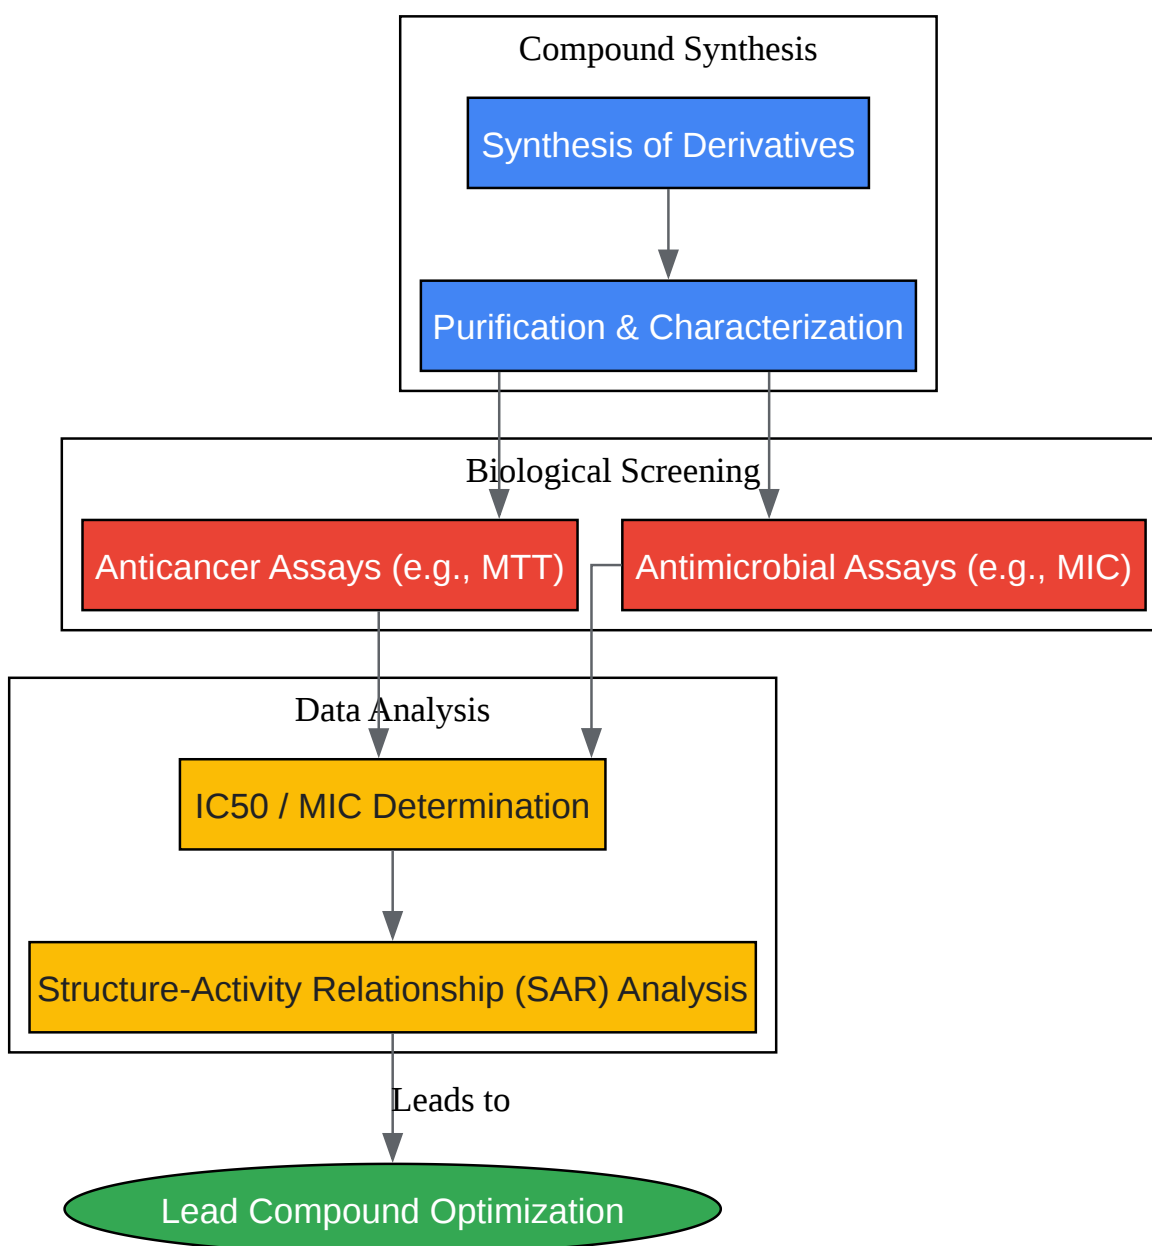 Compound Synthesis
Synthesis of Derivatives
Purification & Characterization
Biological Screening
Anticancer Assays (e.g., MTT)
Antimicrobial Assays (e.g., MIC)
Data Analysis
IC50 / MIC Determination
Structure-Activity Relationship (SAR) Analysis
Leads to
Lead Compound Optimization